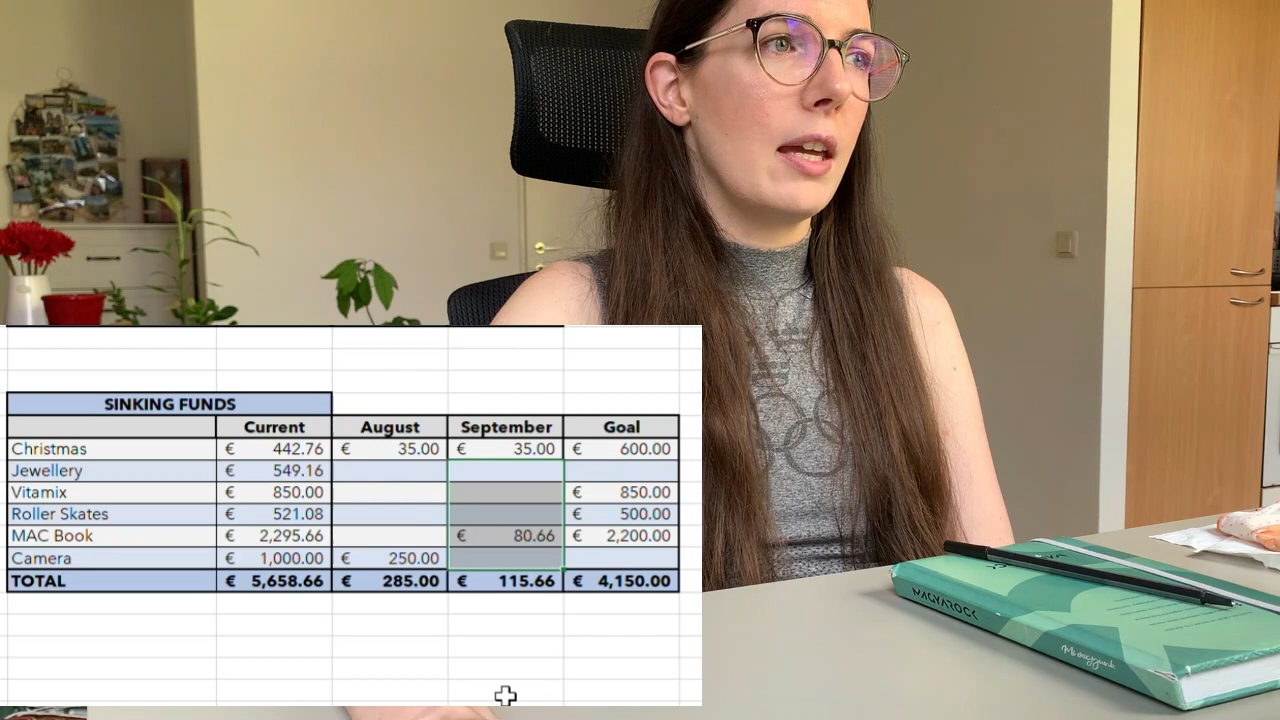 SINKING FUNDS
Current August September Goal
Christmas € 442.76 € 35.00 € 35.00 € 600.00
Jewellery € 549.16
Vitamix € 850.00 € 850.00
Roller Skates € 521.08 € 500.00
MAC Book € 2,295.66 € 80.66 € 2,200.00
Camera € 1,000.00 € 250.00
TOTAL € 5,658.66 € 285.00 € 115.66 € 4,150.00
MAGYAROCK